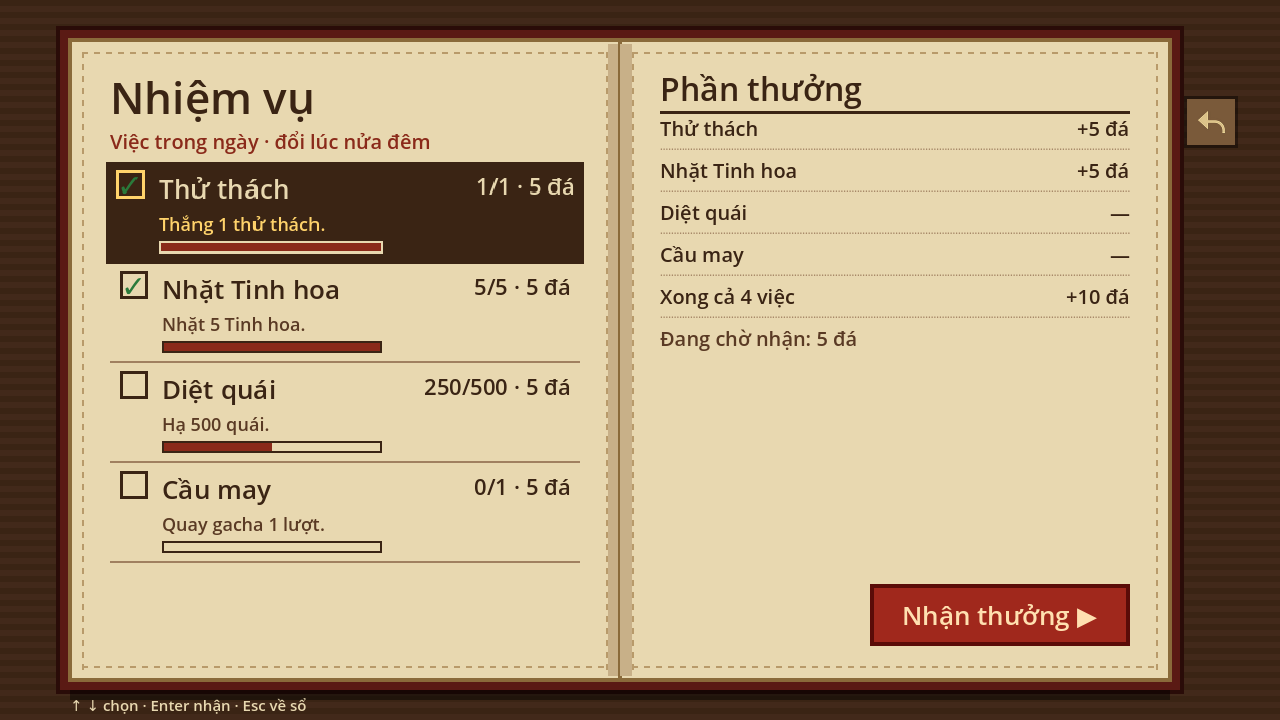 Nhiệm vụ
Việc trong ngày · đổi lúc nửa đêm
✓ Thử thách 1/1 · 5 đá
Thắng 1 thử thách.
✓ Nhặt Tinh hoa 5/5 · 5 đá
Nhặt 5 Tinh hoa.
Diệt quái 250/500 · 5 đá
Hạ 500 quái.
Cầu may 0/1 · 5 đá
Quay gacha 1 lượt.
Phần thưởng
Thử thách +5 đá
Nhặt Tinh hoa +5 đá
Diệt quái —
Cầu may —
Xong cả 4 việc +10 đá
Đang chờ nhận: 5 đá
Nhận thưởng ▶
↑ ↓ chọn · Enter nhận · Esc về sổ